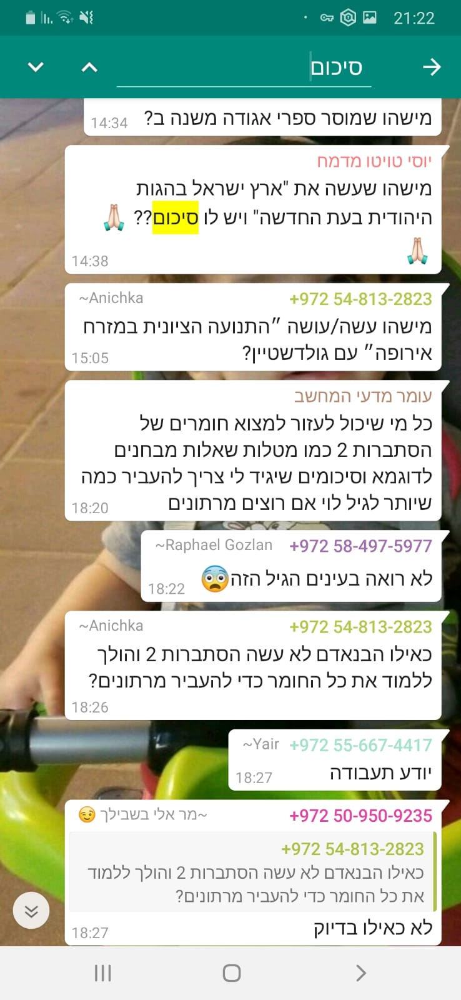 21:22
סיכום
מישהו שמוסר ספרי אגודה משנה ב?
14:34
יוסי טויטו מדמח
מישהו שעשה את "ארץ ישראל בהגות
היהודית בעת החדשה" ויש לו סיכום?? 🙏🏻
🙏🏻
14:38
+972 54-813-2823 ~Anichka
מישהו עשה/עושה ״התנועה הציונית במזרח
אירופה״ עם גולדשטיין?
15:05
עומר מדעי המחשב
כל מי שיכול לעזור למצוא חומרים של
הסתברות 2 כמו מטלות שאלות מבחנים
לדוגמא וסיכומים שיגיד לי צריך להעביר כמה
שיותר לגיל לוי אם רוצים מרתונים
18:20
+972 58-497-5977 ~Raphael Gozlan
לא רואה בעינים הגיל הזה😨
18:22
+972 54-813-2823 ~Anichka
כאילו הבנאדם לא עשה הסתברות 2 והולך
ללמוד את כל החומר כדי להעביר מרתונים?
18:26
+972 55-667-4417 ~Yair
יודע תעבודה
18:27
+972 50-950-9235 ~מר אלי בשבילך 😉
+972 54-813-2823
כאילו הבנאדם לא עשה הסתברות 2 והולך ללמוד
את כל החומר כדי להעביר מרתונים?
לא כאילו בדיוק
18:27